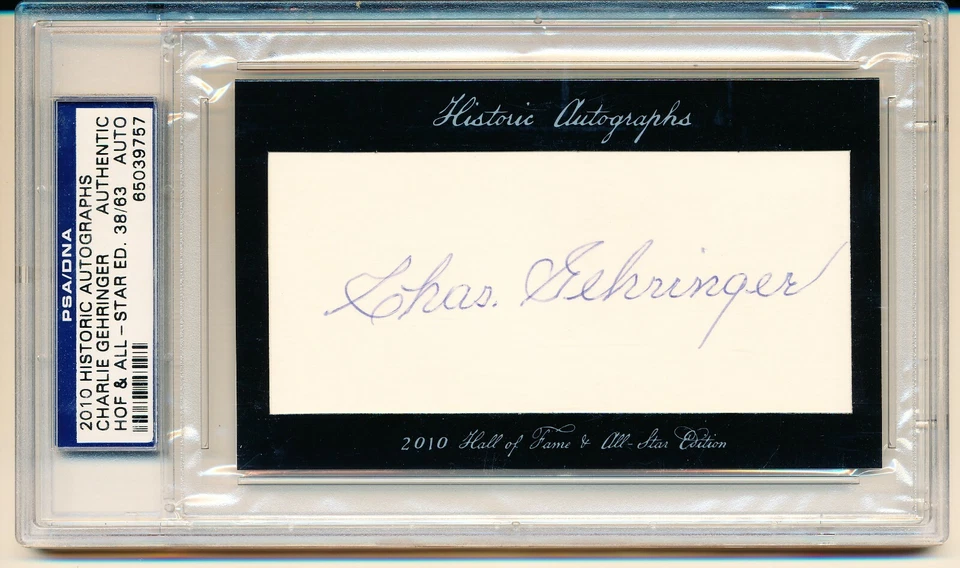 PSA/DNA
2010 HISTORIC AUTOGRAPHS
CHARLIE GEHRINGER AUTHENTIC
HOF & ALL-STAR ED. 38/63 AUTO
65039757
Historic Autographs
Chas. Gehringer
2010 Hall of Fame & All-Star Edition